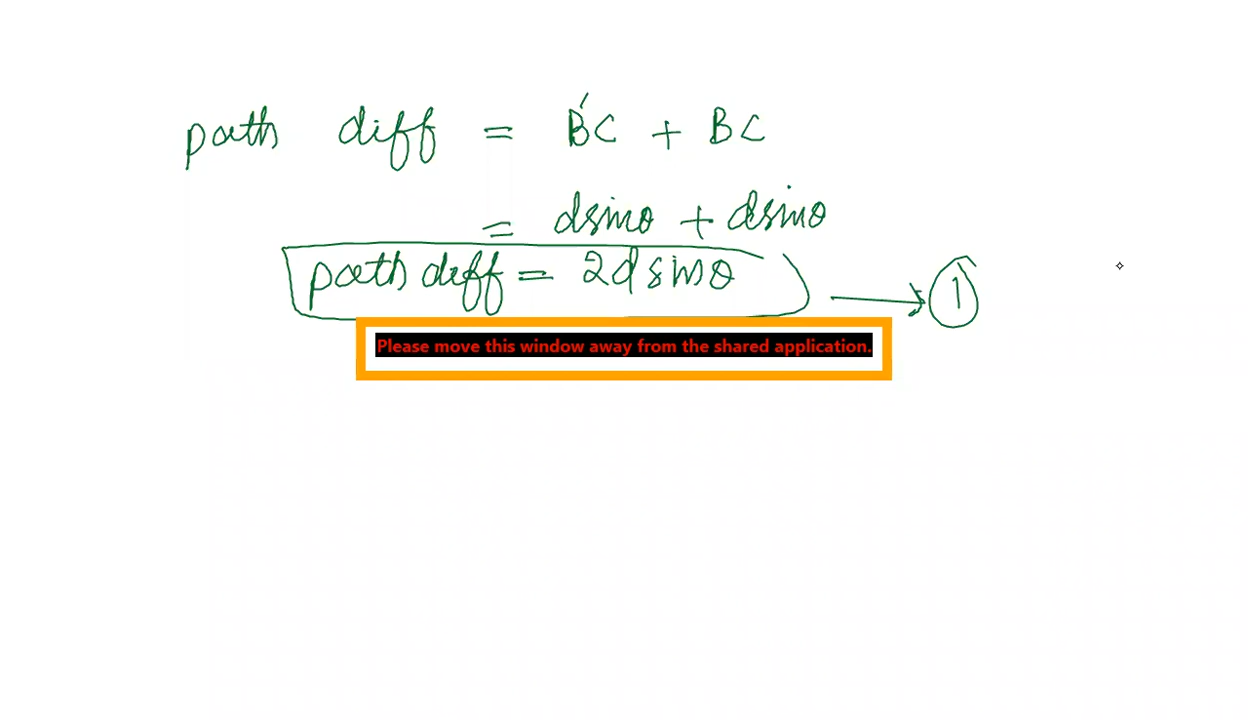 path diff = B'C + BC
= dsinθ + dsinθ
path diff = 2dsinθ → 1
Please move this window away from the shared application.